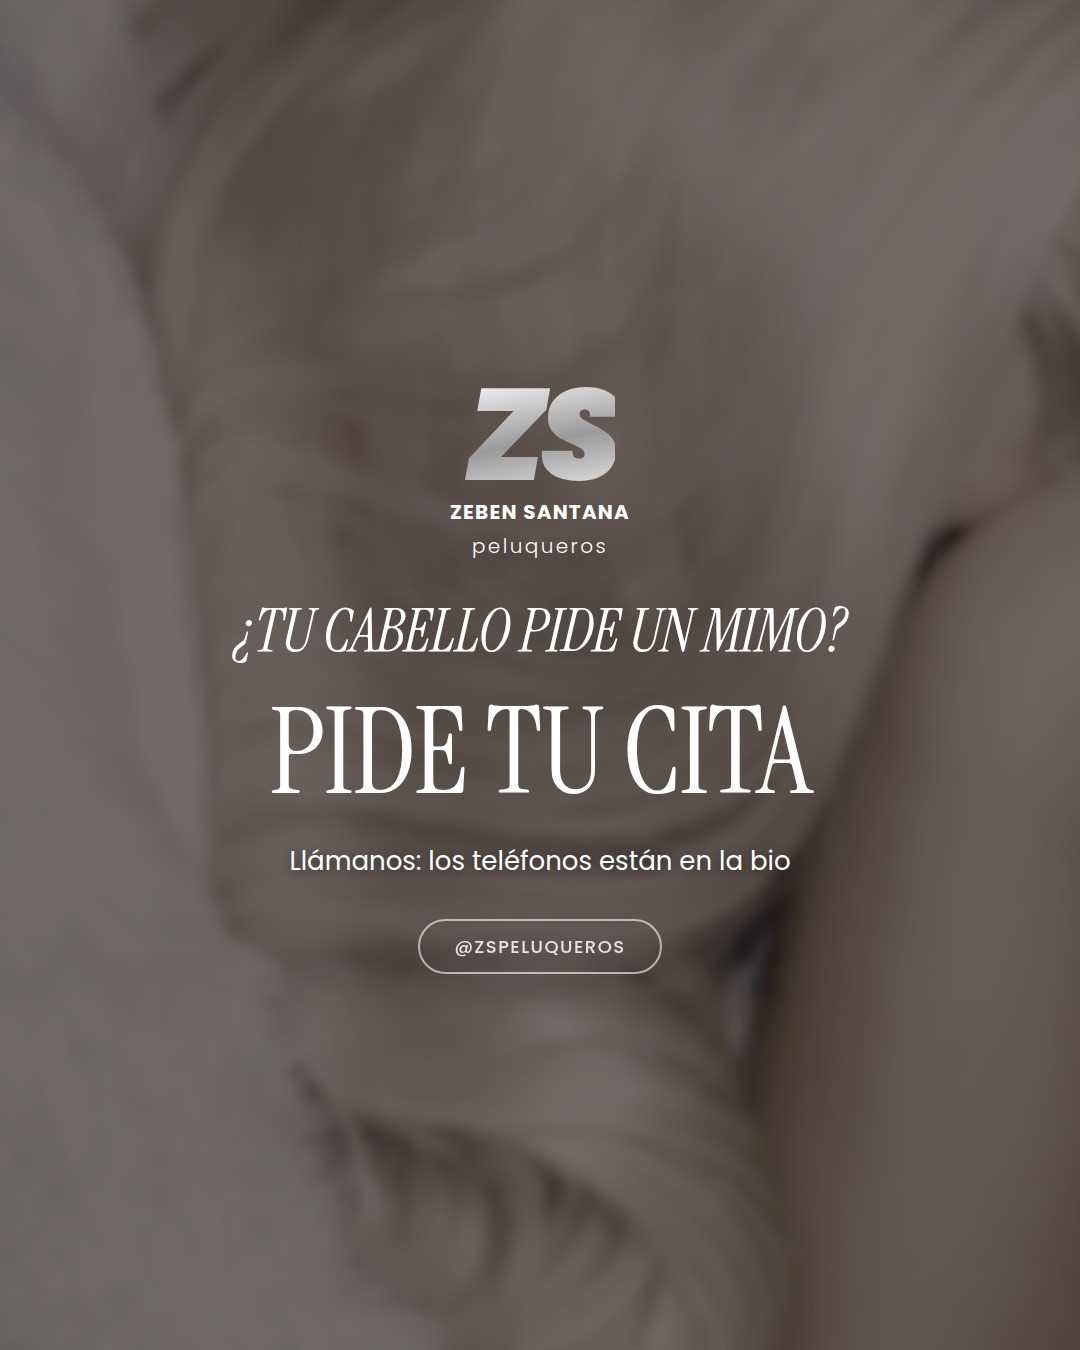 ZS
ZEBEN SANTANA
peluqueros
¿TU CABELLO PIDE UN MIMO?
PIDE TU CITA
Llámanos: los teléfonos están en la bio
@ZSPELUQUEROS